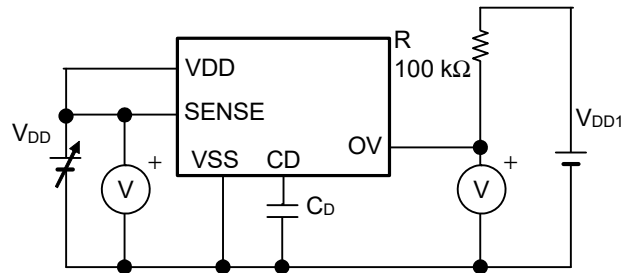 R
100 kΩ
VDD
SENSE
VDD
VDD1
OV
VSS CD
+
V
+
V
CD